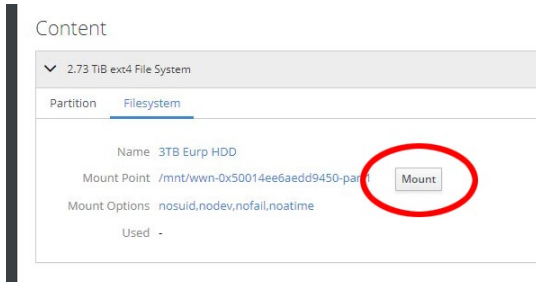 Content
2.73 TiB ext4 File System
Partition Filesystem
Name 3TB Eurp HDD
Mount Point /mnt/wwn-0x50014ee6aedd9450-part1 Mount
Mount Options nosuid,nodev,nofail,noatime
Used -